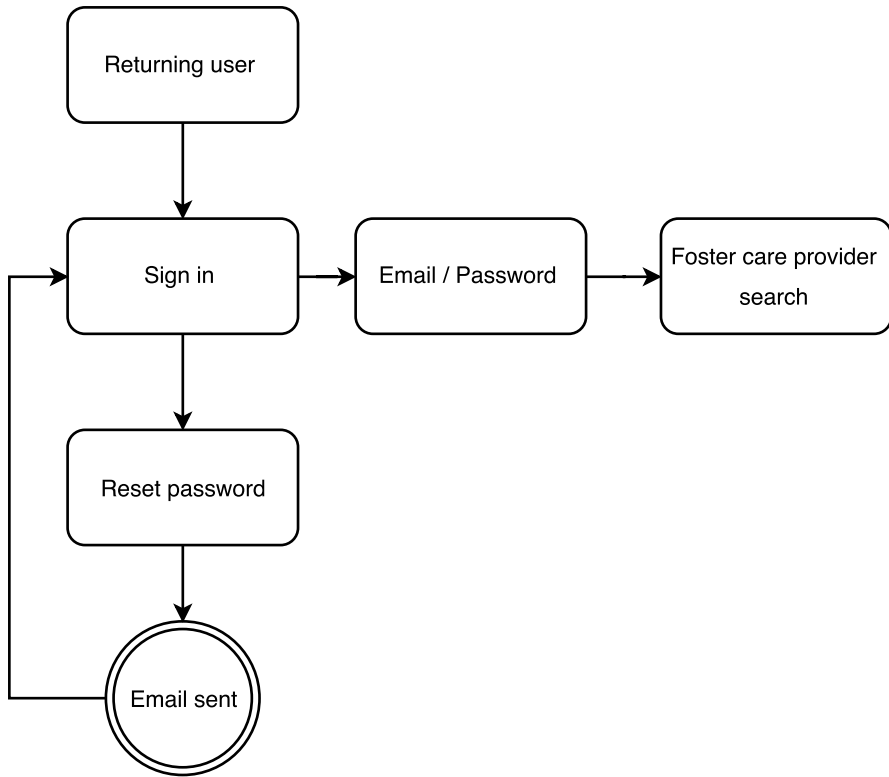 Returning user
Sign in
Email / Password
Foster care provider
search
Reset password
Email sent